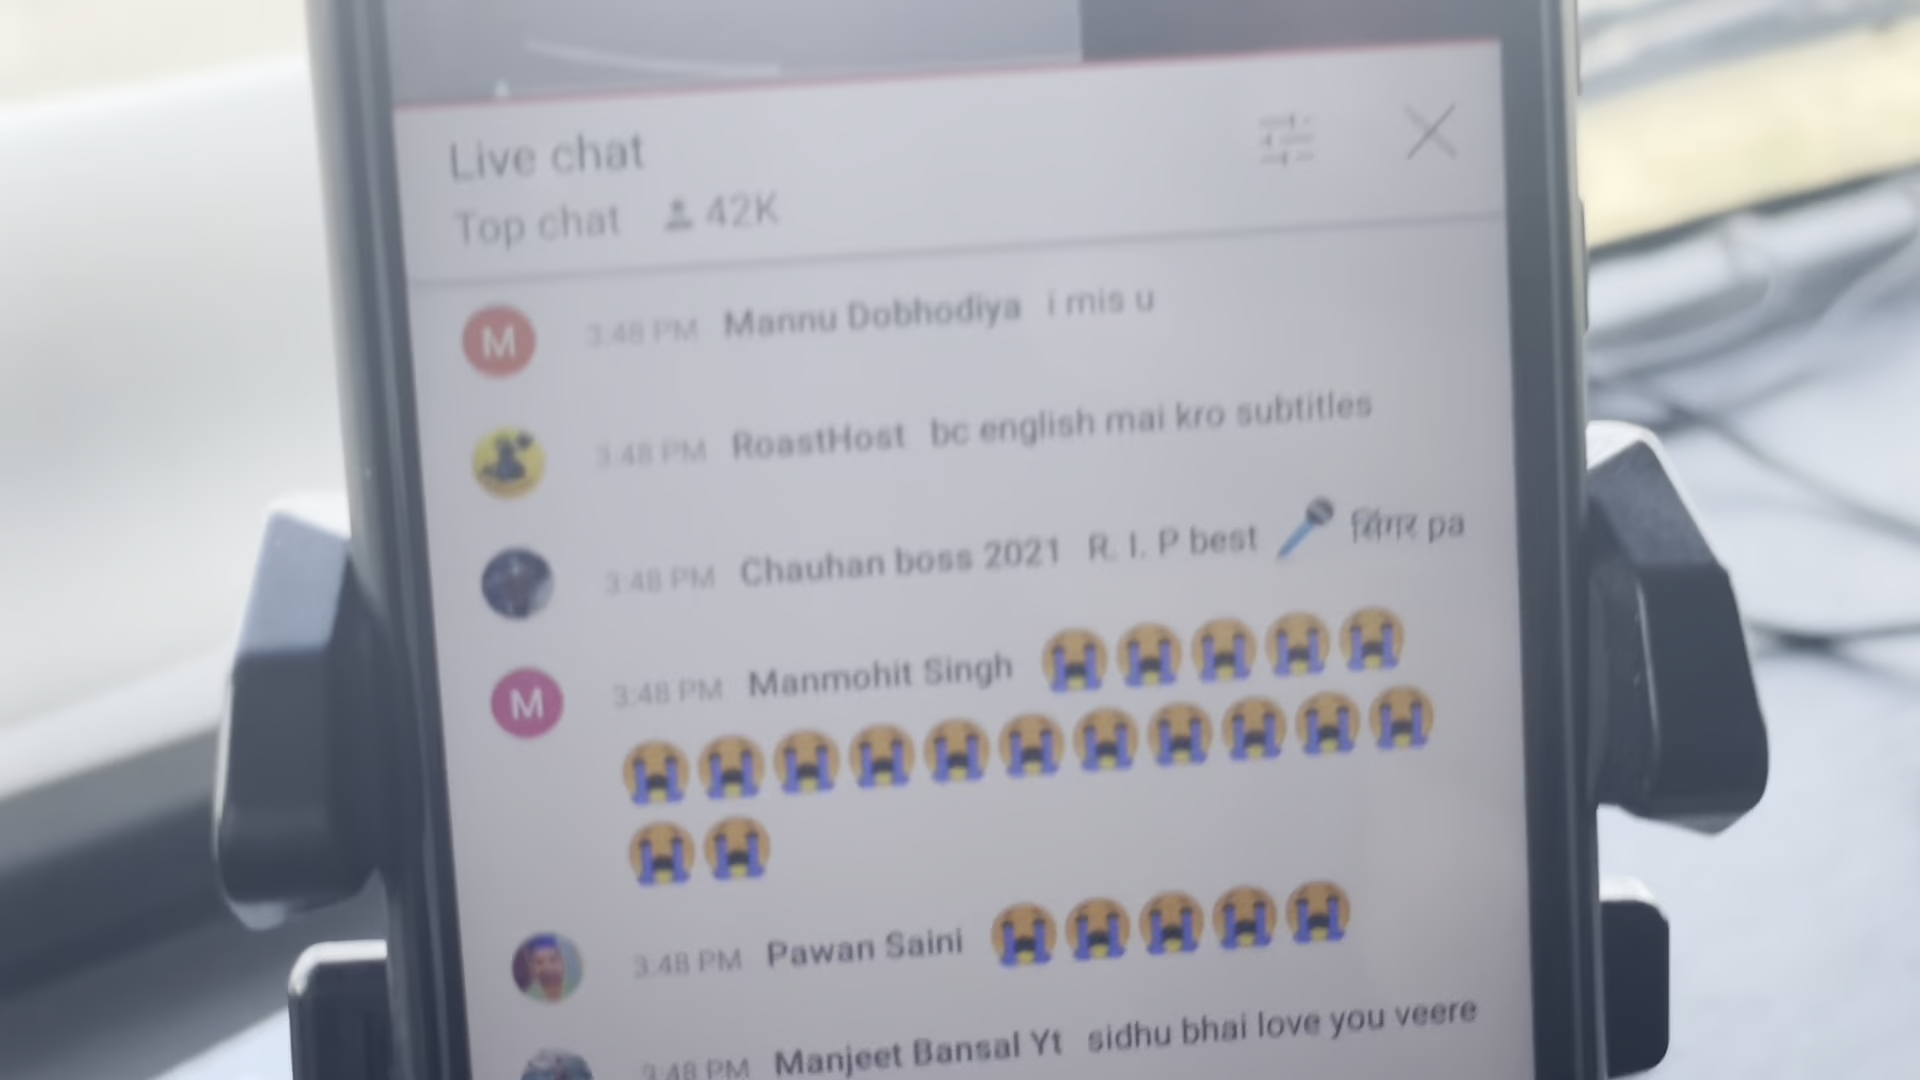 Live chat
Top chat 42K
M 3:48 PM Mannu Dobhodiya i mis u
3:48 PM RoastHost bc english mai kro subtitles
3:48 PM Chauhan boss 2021 R. I. P best 🎤 सिंगर pa
M 3:48 PM Manmohit Singh 😭😭😭😭😭
😭😭😭😭😭😭😭😭😭😭😭
😭😭
3:48 PM Pawan Saini 😭😭😭😭😭
3:48 PM Manjeet Bansal Yt sidhu bhai love you veere